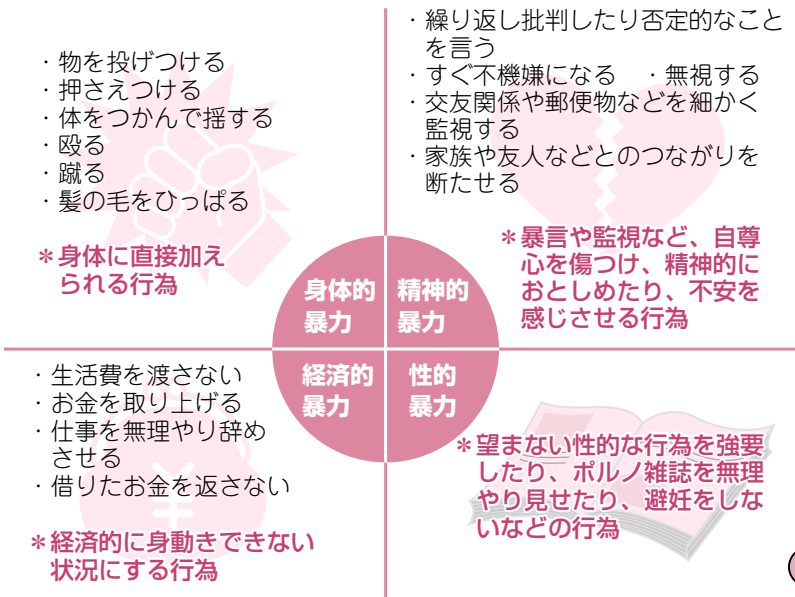 ・物を投げつける
・押さえつける
・体をつかんで揺する
・殴る
・蹴る
・髪の毛をひっぱる
＊身体に直接加え
られる行為
・繰り返し批判したり否定的なこと
を言う
・すぐ不機嫌になる　・無視する
・交友関係や郵便物などを細かく
監視する
・家族や友人などとのつながりを
断たせる
＊暴言や監視など、自尊
心を傷つけ、精神的に
おとしめたり、不安を
感じさせる行為
身体的
暴力
精神的
暴力
経済的
暴力
性的
暴力
・生活費を渡さない
・お金を取り上げる
・仕事を無理やり辞め
させる
・借りたお金を返さない
＊経済的に身動きできない
状況にする行為
＊望まない性的な行為を強要
したり、ポルノ雑誌を無理
やり見せたり、避妊をしな
いなどの行為
¥